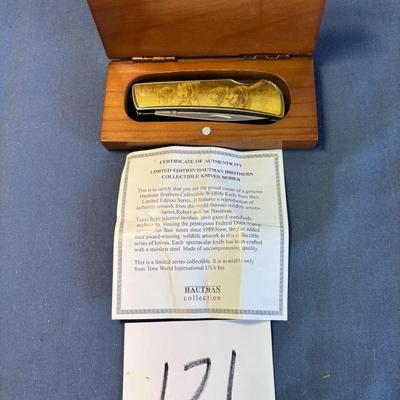 CERTIFICATE OF AUTHENTICITY
LIMITED EDITION HAUTMAN BROTHERS
COLLECTIBLE KNIVES SERIES
This is to certify that you are the proud owner of a genuine
Hautman Brothers Collectible Wildlife Knife from their
Limited Edition Series. It features a reproduction of
authentic artwork from the world-famous wildlife artists-
James, Robert and Joe Hautman.
These talented brothers have gained worldwide
acclaim by winning the prestigious Federal Duck Stamp
four times since 1989. Now, they've added
their award-winning wildlife artwork to this collectible
series of knives. Each spectacular knife has been crafted
with a stainless steel blade of uncompromising quality.
This is a limited series collectible. It is available only
from Tone World International USA Inc.
HAUTMAN
collection
121